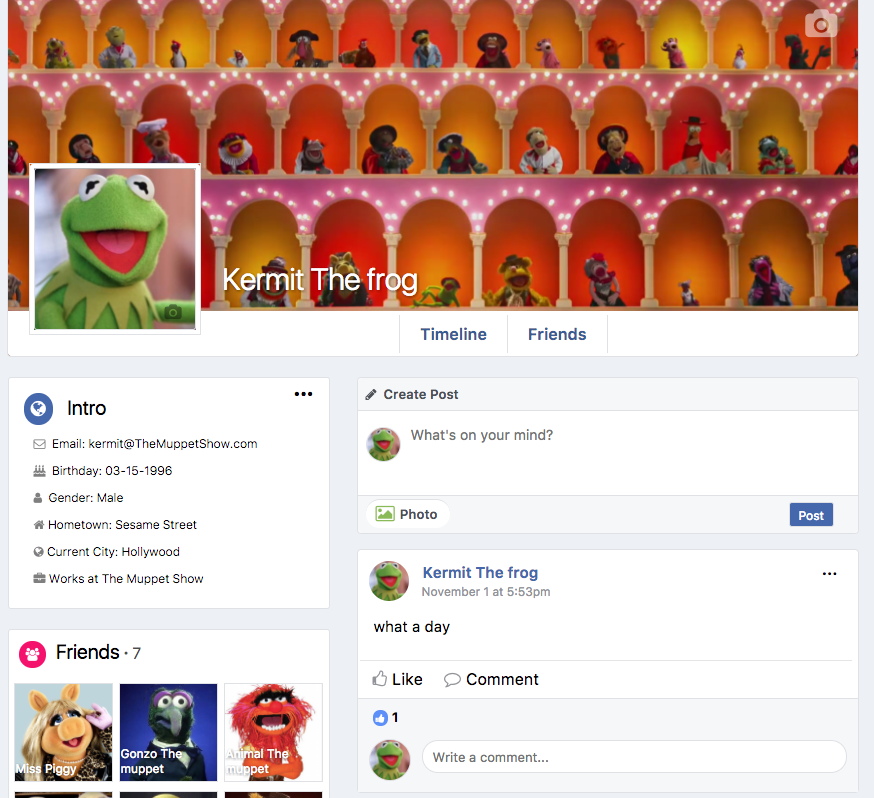 Kermit The frog
Timeline
Friends
Intro
Email: kermit@TheMuppetShow.com
Birthday: 03-15-1996
Gender: Male
Hometown: Sesame Street
Current City: Hollywood
Works at The Muppet Show
Friends · 7
Miss Piggy
Gonzo The
muppet
Animal The
muppet
Create Post
What's on your mind?
Photo
Post
Kermit The frog
November 1 at 5:53pm
what a day
Like
Comment
1
Write a comment...